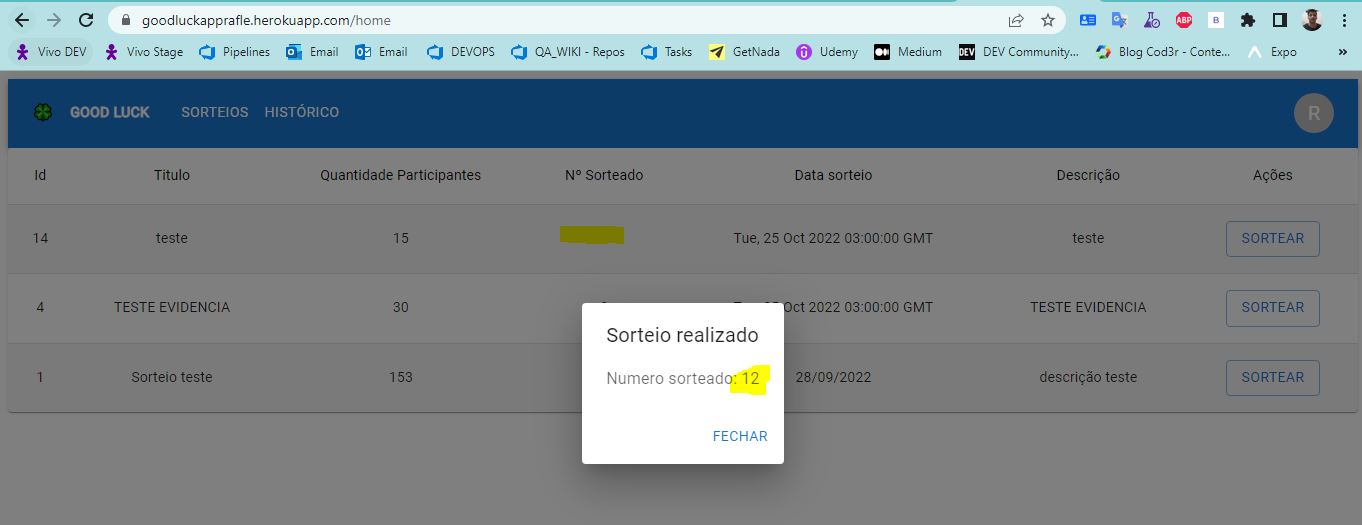 goodluckapprafle.herokuapp.com/home
Vivo DEV Vivo Stage Pipelines Email Email DEVOPS QA_WIKI - Repos Tasks GetNada Udemy Medium DEV Community... Blog Cod3r - Conte... Expo »
GOOD LUCK SORTEIOS HISTÓRICO R
Id Titulo Quantidade Participantes Nº Sorteado Data sorteio Descrição Ações
14 teste 15 Tue, 25 Oct 2022 03:00:00 GMT teste SORTEAR
4 TESTE EVIDENCIA 30 Oct 2022 03:00:00 GMT TESTE EVIDENCIA SORTEAR
Sorteio realizado
Numero sorteado: 12
FECHAR
1 Sorteio teste 153 28/09/2022 descrição teste SORTEAR